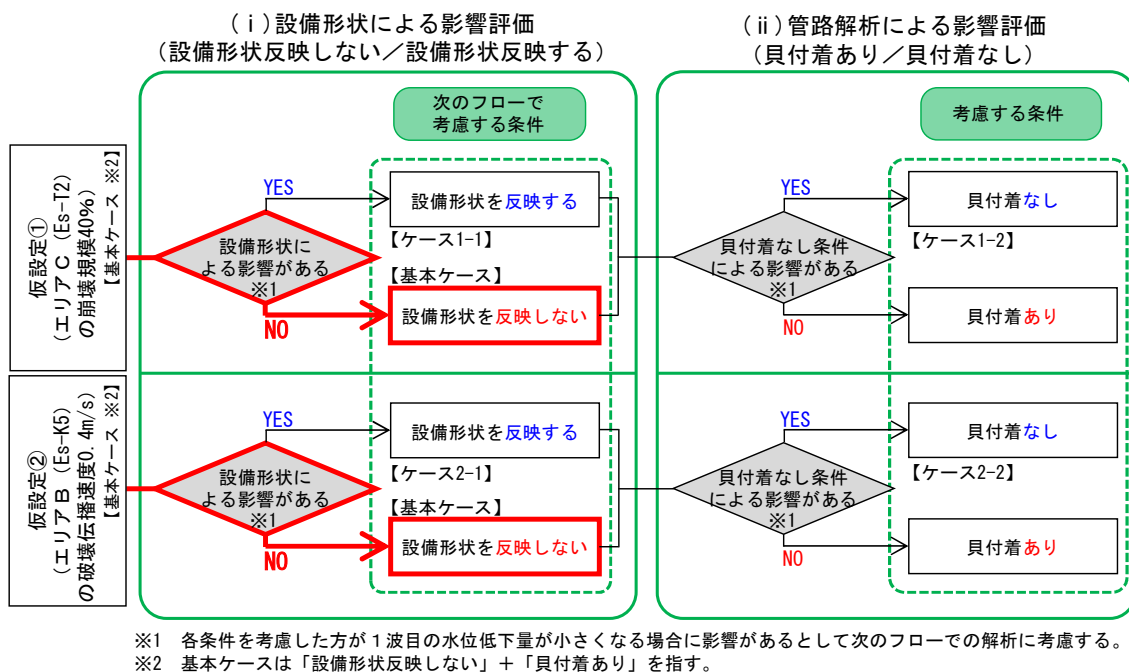 (ⅰ)設備形状による影響評価
(設備形状反映しない/設備形状反映する)
(ⅱ)管路解析による影響評価
(貝付着あり/貝付着なし)
次のフローで
考慮する条件
考慮する条件
仮設定①
(エリアC(Es-T2)
の崩壊規模40%)
【基本ケース ※2】
設備形状に
よる影響がある
※1
YES
設備形状を反映する
【ケース1-1】
【基本ケース】
NO
設備形状を反映しない
貝付着なし条件
による影響がある
※1
YES
貝付着なし
【ケース1-2】
NO
貝付着あり
仮設定②
(エリアB(Es-K5)
の破壊伝播速度0.4m/s)
【基本ケース ※2】
設備形状に
よる影響がある
※1
YES
設備形状を反映する
【ケース2-1】
【基本ケース】
NO
設備形状を反映しない
貝付着なし条件
による影響がある
※1
YES
貝付着なし
【ケース2-2】
NO
貝付着あり
※1 各条件を考慮した方が1波目の水位低下量が小さくなる場合に影響があるとして次のフローでの解析に考慮する。
※2 基本ケースは「設備形状反映しない」+「貝付着あり」を指す。